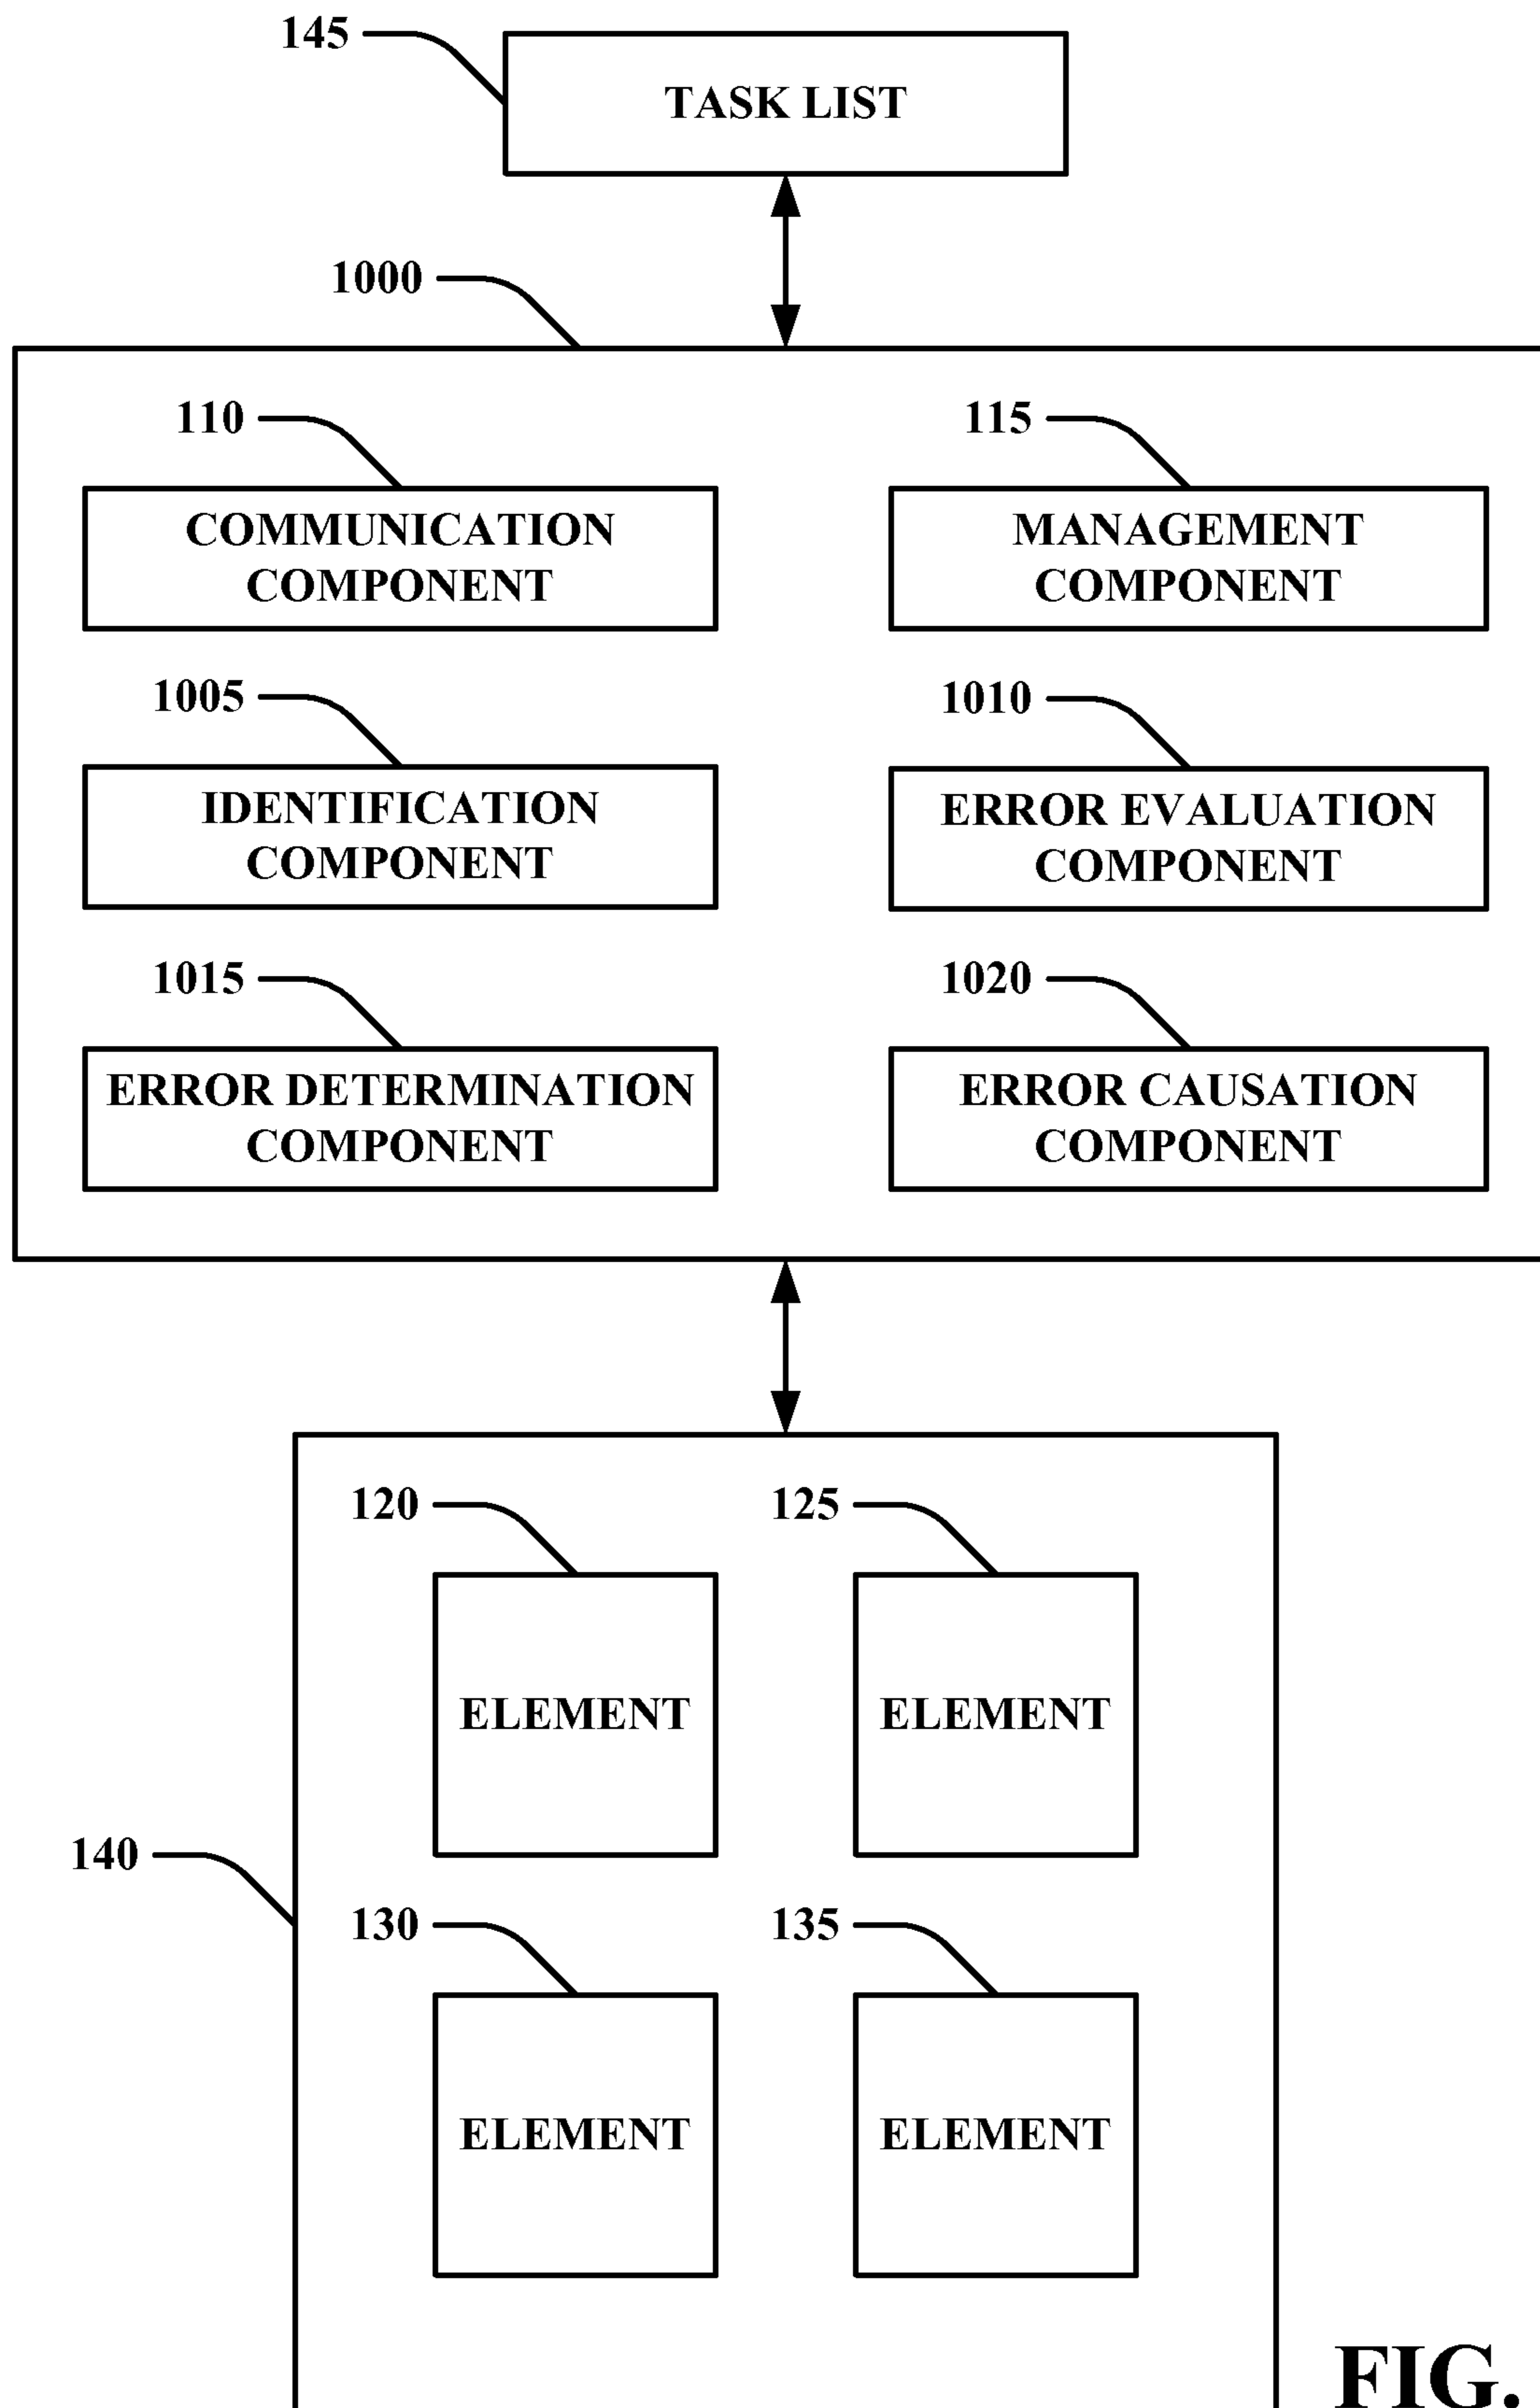 145
TASK LIST
1000
110
115
COMMUNICATION
COMPONENT
MANAGEMENT
COMPONENT
1005
1010
IDENTIFICATION
COMPONENT
ERROR EVALUATION
COMPONENT
1015
1020
ERROR DETERMINATION
COMPONENT
ERROR CAUSATION
COMPONENT
120
125
ELEMENT
ELEMENT
140
130
135
ELEMENT
ELEMENT
FIG.